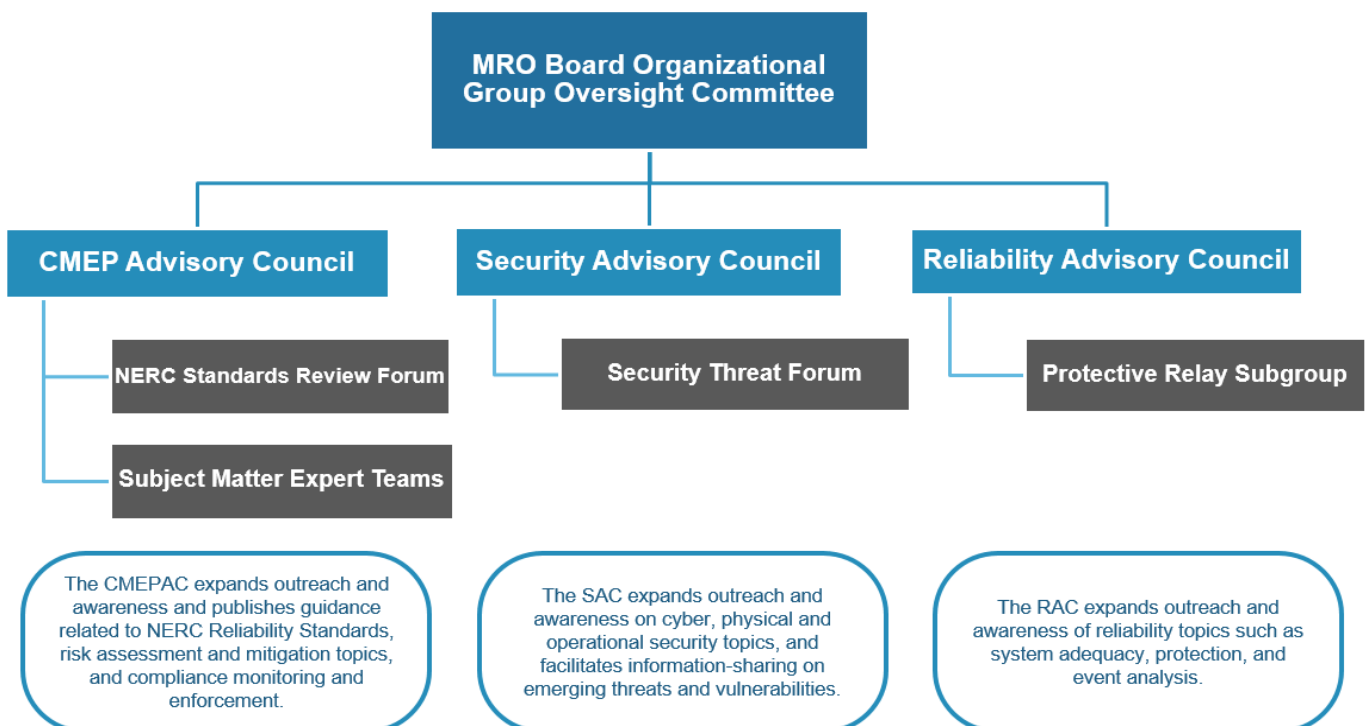 MRO Board Organizational
Group Oversight Committee
CMEP Advisory Council
Security Advisory Council
Reliability Advisory Council
NERC Standards Review Forum
Security Threat Forum
Protective Relay Subgroup
Subject Matter Expert Teams
The CMEPAC expands outreach and
awareness and publishes guidance
related to NERC Reliability Standards,
risk assessment and mitigation topics,
and compliance monitoring and
enforcement.
The SAC expands outreach and
awareness on cyber, physical and
operational security topics, and
facilitates information-sharing on
emerging threats and vulnerabilities.
The RAC expands outreach and
awareness of reliability topics such as
system adequacy, protection, and
event analysis.